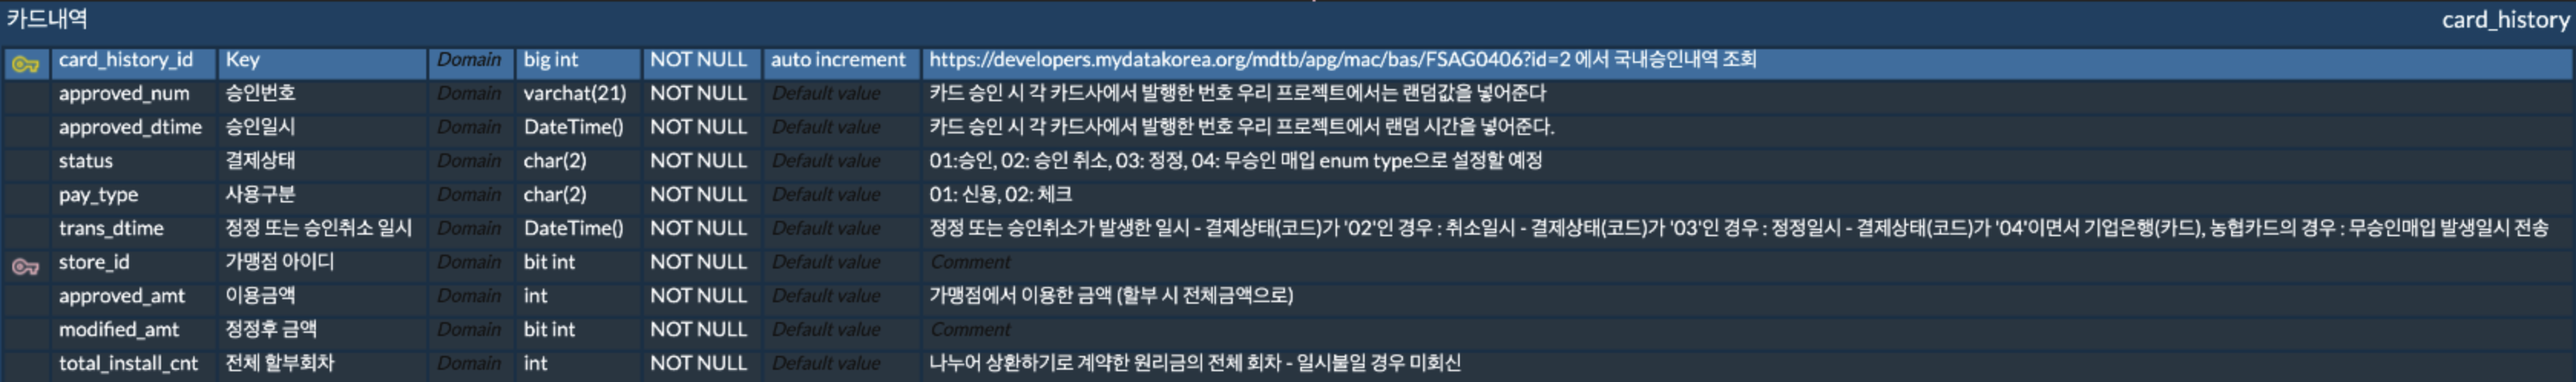 카드내역 card_history
card_history_id Key Domain big int NOT NULL auto increment https://developers.mydatakorea.org/mdtb/apg/mac/bas/FSAG0406?id=2 에서 국내승인내역 조회
approved_num 승인번호 Domain varchat(21) NOT NULL Default value 카드 승인 시 각 카드사에서 발행한 번호 우리 프로젝트에서는 랜덤값을 넣어준다
approved_dtime 승인일시 Domain DateTime() NOT NULL Default value 카드 승인 시 각 카드사에서 발행한 번호 우리 프로젝트에서 랜덤 시간을 넣어준다.
status 결제상태 Domain char(2) NOT NULL Default value 01:승인, 02: 승인 취소, 03: 정정, 04: 무승인 매입 enum type으로 설정할 예정
pay_type 사용구분 Domain char(2) NOT NULL Default value 01: 신용, 02: 체크
trans_dtime 정정 또는 승인취소 일시 Domain DateTime() NOT NULL Default value 정정 또는 승인취소가 발생한 일시 - 결제상태(코드)가 '02'인 경우 : 취소일시 - 결제상태(코드)가 '03'인 경우 : 정정일시 - 결제상태(코드)가 '04'이면서 기업은행(카드), 농협카드의 경우 : 무승인매입 발생일시 전송
store_id 가맹점 아이디 Domain bit int NOT NULL Default value Comment
approved_amt 이용금액 Domain int NOT NULL Default value 가맹점에서 이용한 금액 (할부 시 전체금액으로)
modified_amt 정정후 금액 Domain bit int NOT NULL Default value Comment
total_install_cnt 전체 할부회차 Domain int NOT NULL Default value 나누어 상환하기로 계약한 원리금의 전체 회차 - 일시불일 경우 미회신